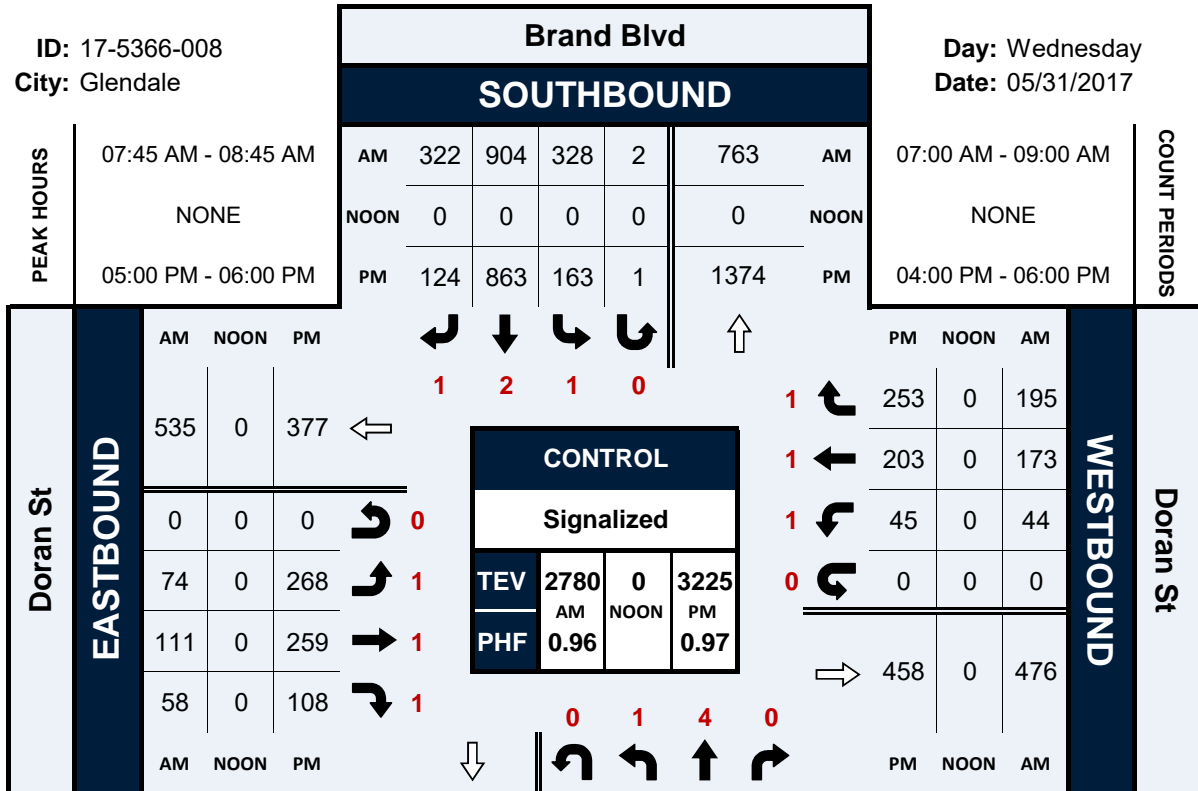 ID: 17-5366-008
City: Glendale
Brand Blvd
SOUTHBOUND
Day: Wednesday
Date: 05/31/2017
PEAK HOURS
07:45 AM - 08:45 AM
NONE
05:00 PM - 06:00 PM
AM 322 904 328 2 763 AM
NOON 0 0 0 0 0 NOON
PM 124 863 163 1 1374 PM
07:00 AM - 09:00 AM
NONE
04:00 PM - 06:00 PM
COUNT PERIODS
1 2 1 0
Doran St
EASTBOUND
AM NOON PM
535 0 377
0 0 0 0
74 0 268 1
111 0 259 1
58 0 108 1
AM NOON PM
CONTROL
Signalized
TEV 2780 0 3225
AM NOON PM
PHF 0.96 0.97
PM NOON AM
1 253 0 195
1 203 0 173
1 45 0 44
0 0 0 0
458 0 476
PM NOON AM
WESTBOUND
Doran St
0 1 4 0